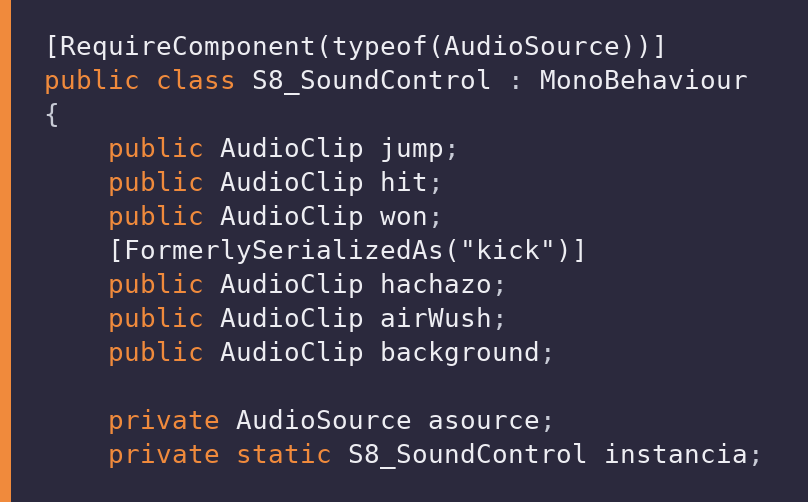 [RequireComponent(typeof(AudioSource))]
public class S8_SoundControl : MonoBehaviour
{
    public AudioClip jump;
    public AudioClip hit;
    public AudioClip won;
    [FormerlySerializedAs("kick")]
    public AudioClip hachazo;
    public AudioClip airWush;
    public AudioClip background;

    private AudioSource asource;
    private static S8_SoundControl instancia;